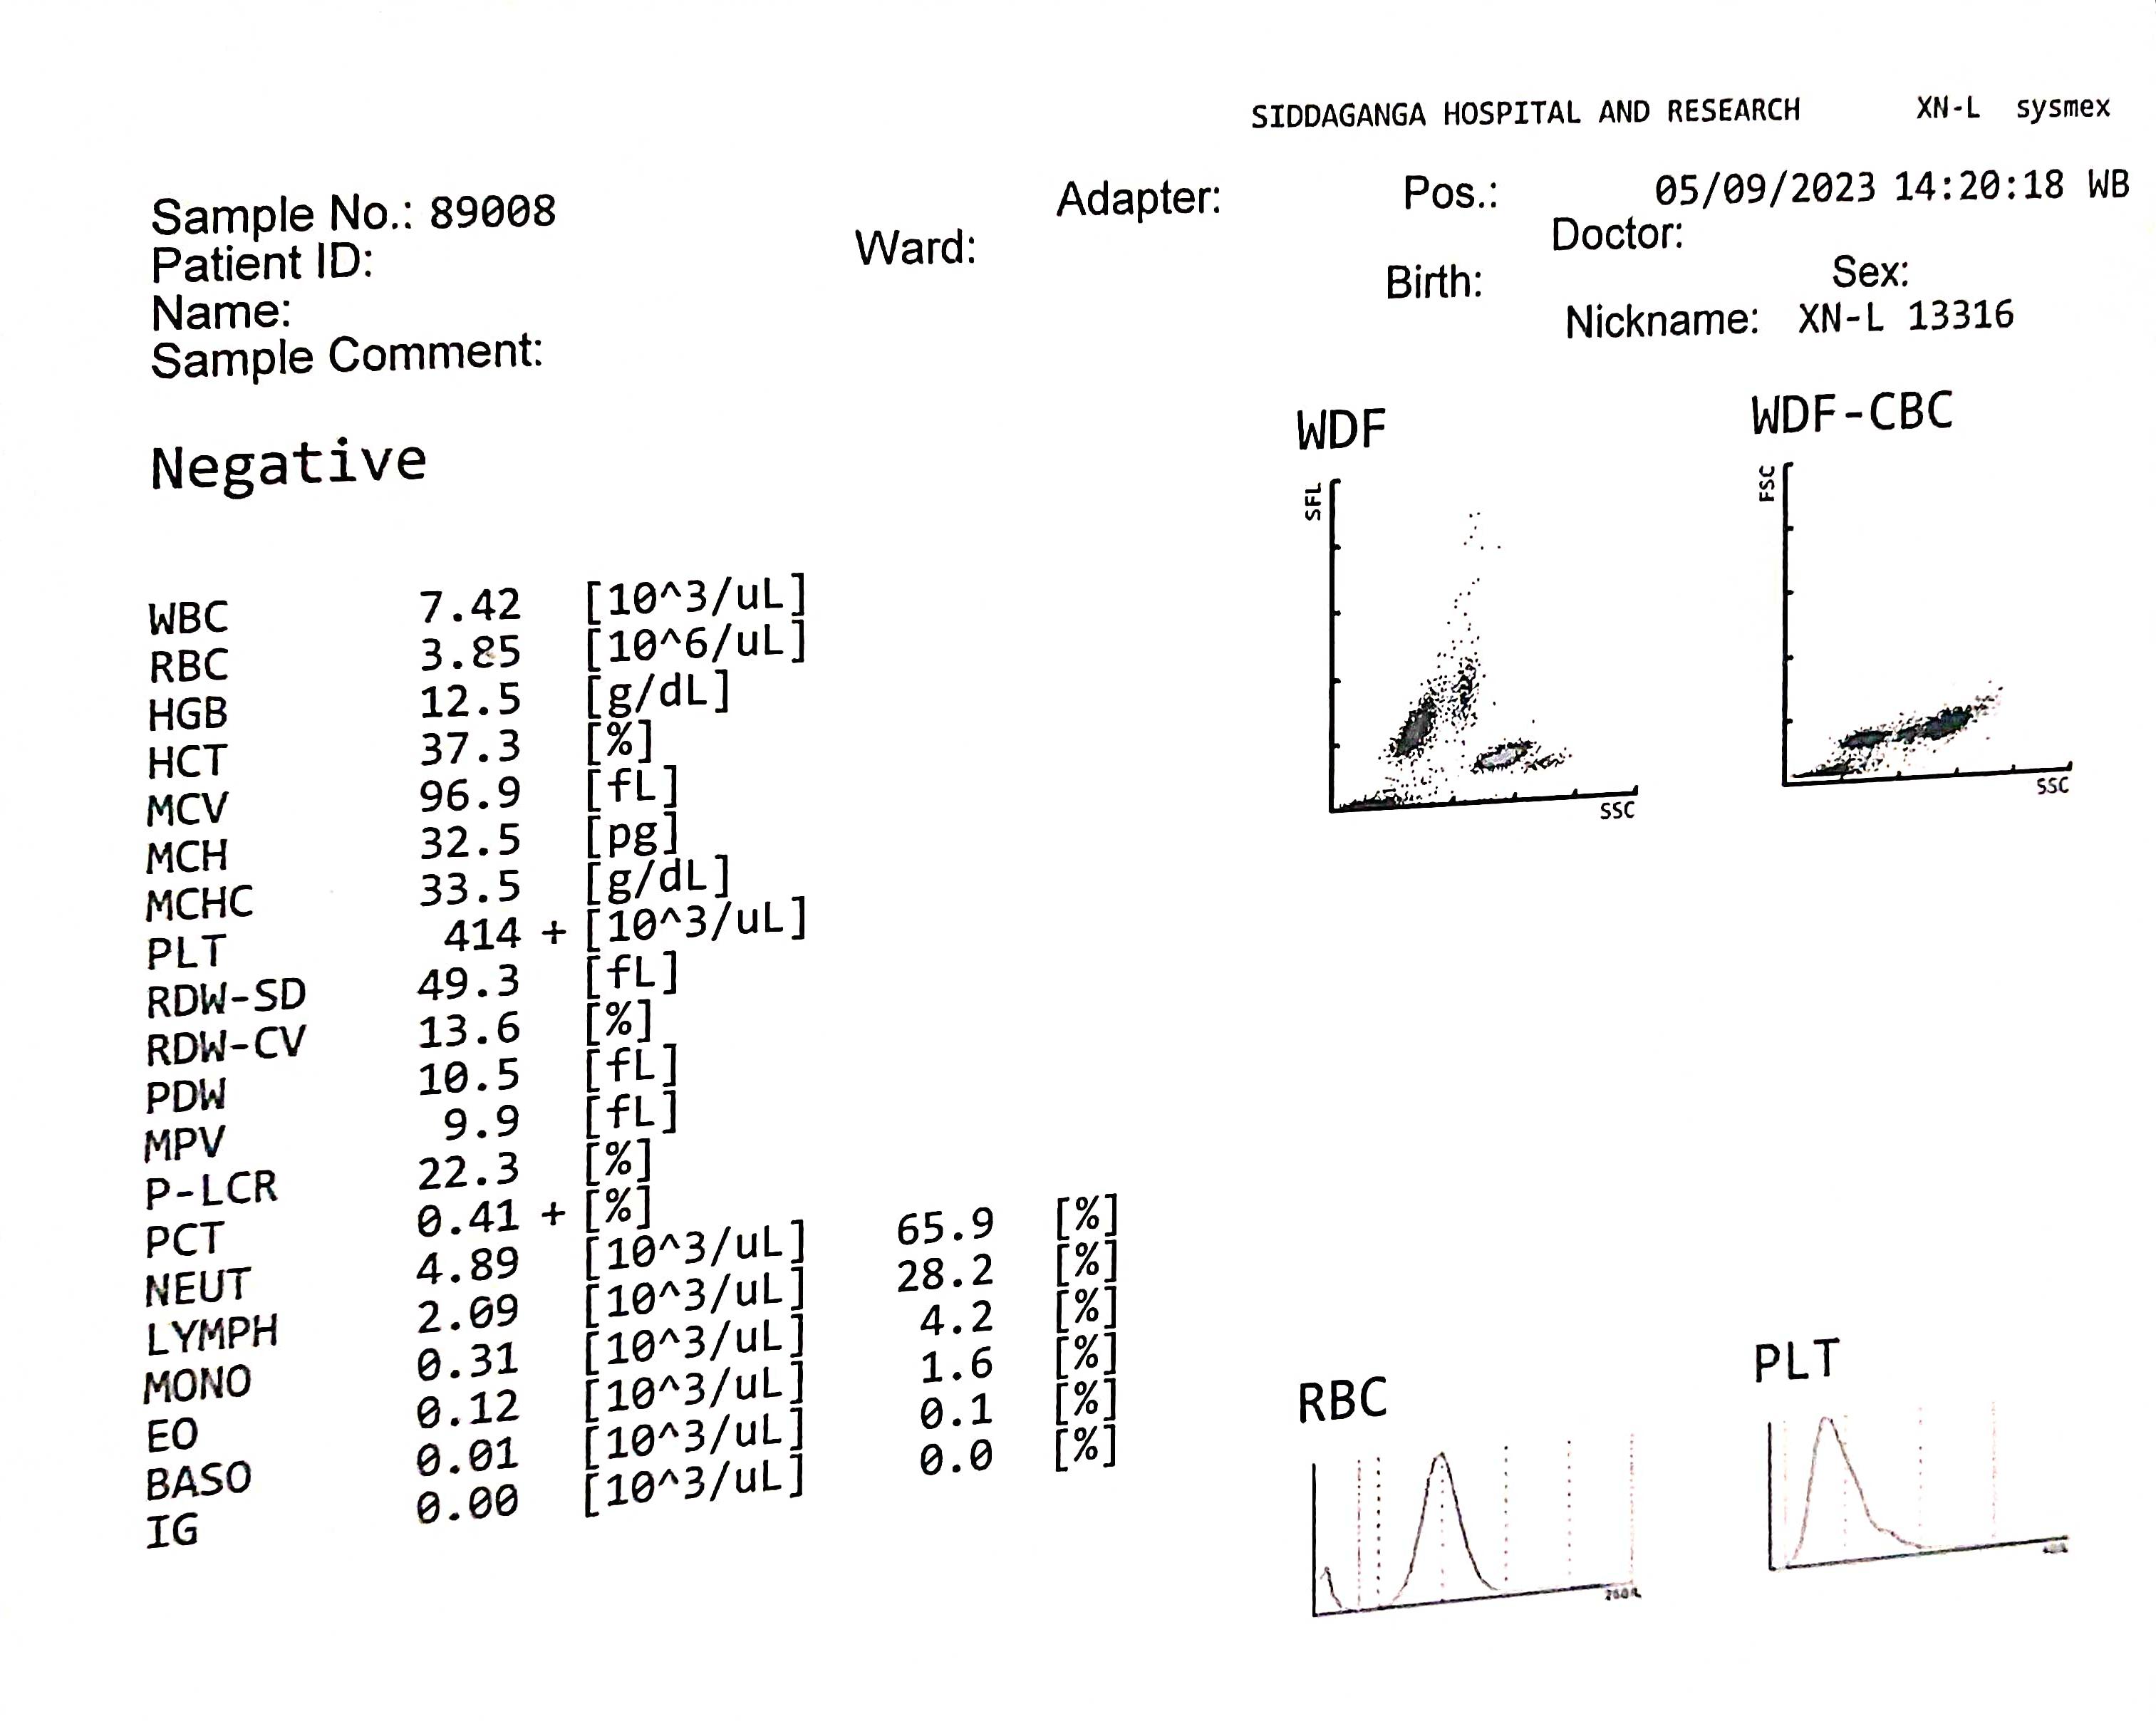 SIDDAGANGA HOSPITAL AND RESEARCH XN-L sysmex
Sample No.: 89008 Adapter: Pos.: 05/09/2023 14:20:18 WB
Patient ID: Ward: Doctor:
Name: Birth: Sex:
Sample Comment: Nickname: XN-L 13316
Negative
WDF WDF-CBC
SFL FSC
SSC SSC
WBC 7.42 [10^3/uL]
RBC 3.85 [10^6/uL]
HGB 12.5 [g/dL]
HCT 37.3 [%]
MCV 96.9 [fL]
MCH 32.5 [pg]
MCHC 33.5 [g/dL]
PLT 414 + [10^3/uL]
RDW-SD 49.3 [fL]
RDW-CV 13.6 [%]
PDW 10.5 [fL]
MPV 9.9 [fL]
P-LCR 22.3 [%]
PCT 0.41 + [%]
NEUT 4.89 [10^3/uL] 65.9 [%]
LYMPH 2.09 [10^3/uL] 28.2 [%]
MONO 0.31 [10^3/uL] 4.2 [%]
EO 0.12 [10^3/uL] 1.6 [%]
BASO 0.01 [10^3/uL] 0.1 [%]
IG 0.00 [10^3/uL] 0.0 [%]
RBC PLT